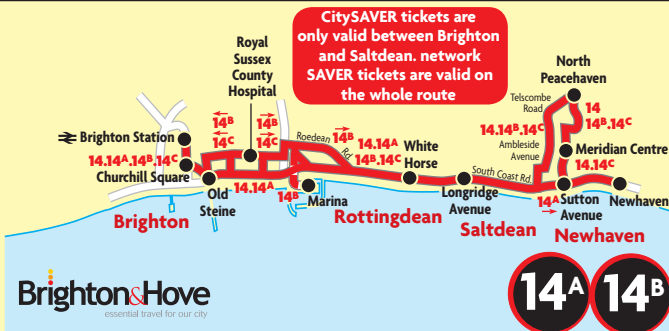 CitySAVER tickets are
only valid between Brighton
and Saltdean. network
SAVER tickets are valid on
the whole route
Royal
Sussex
County
Hospital
North
Peacehaven
Telscombe
Road
14
14B.14C
14.14B.14C
Ambleside
Avenue
Meridian Centre
14.14C
14B
14C
14B
14C
Roedean
Rd
14B
14.14A
14B.14C
White
Horse
Brighton Station
14.14A.14B.14C
Churchill Square
Old
Steine
14.14A
14B
Marina
South Coast Rd
Longridge
Avenue
14A
Sutton
Avenue
Newhaven
Brighton
Rottingdean
Saltdean
Newhaven
Brighton&Hove
essential travel for our city
14A
14B